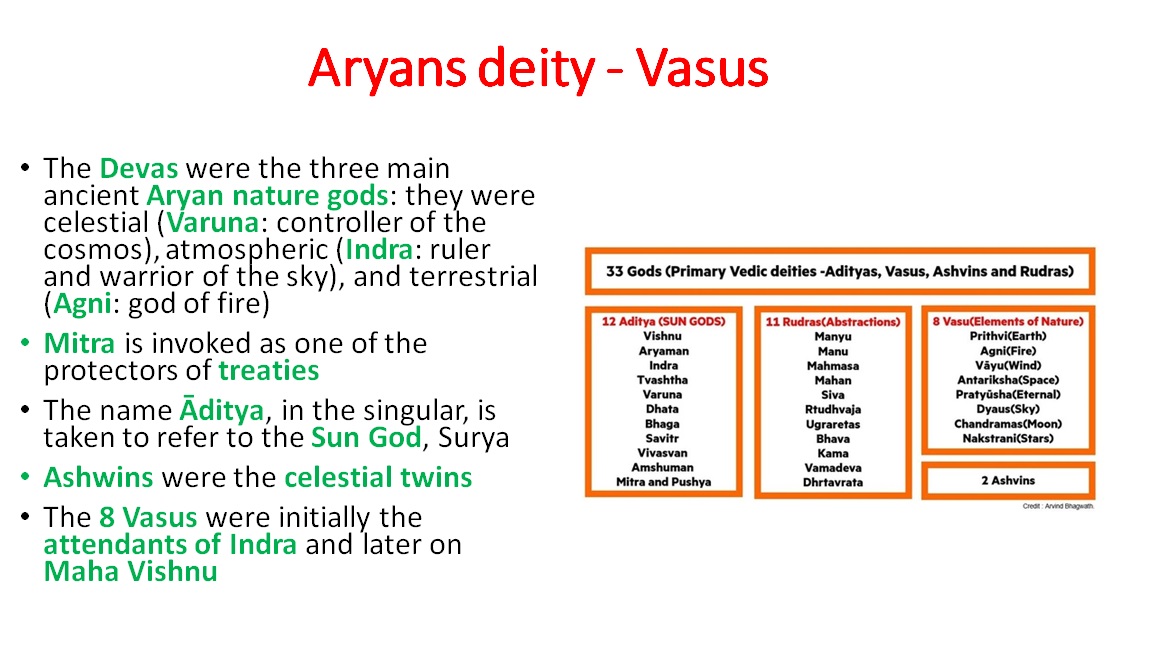 Aryans deity - Vasus
• The Devas were the three main
ancient Aryan nature gods: they were
celestial (Varuna: controller of the
cosmos), atmospheric (Indra: ruler
and warrior of the sky), and terrestrial
(Agni: god of fire)
• Mitra is invoked as one of the
protectors of treaties
• The name Āditya, in the singular, is
taken to refer to the Sun God, Surya
• Ashwins were the celestial twins
• The 8 Vasus were initially the
attendants of Indra and later on
Maha Vishnu
33 Gods (Primary Vedic deities -Adityas, Vasus, Ashvins and Rudras)
12 Aditya (SUN GODS)
Vishnu
Aryaman
Indra
Tvashtha
Varuna
Dhata
Bhaga
Savitr
Vivasvan
Amshuman
Mitra and Pushya
11 Rudras(Abstractions)
Manyu
Manu
Mahmasa
Mahan
Siva
Rtudhvaja
Ugraretas
Bhava
Kama
Vamadeva
Dhrtavrata
8 Vasu(Elements of Nature)
Prithvi(Earth)
Agni(Fire)
Vāyu(Wind)
Antariksha(Space)
Pratyūsha(Eternal)
Dyaus(Sky)
Chandramas(Moon)
Nakstrani(Stars)
2 Ashvins
Credit : Arvind Bhagwath.